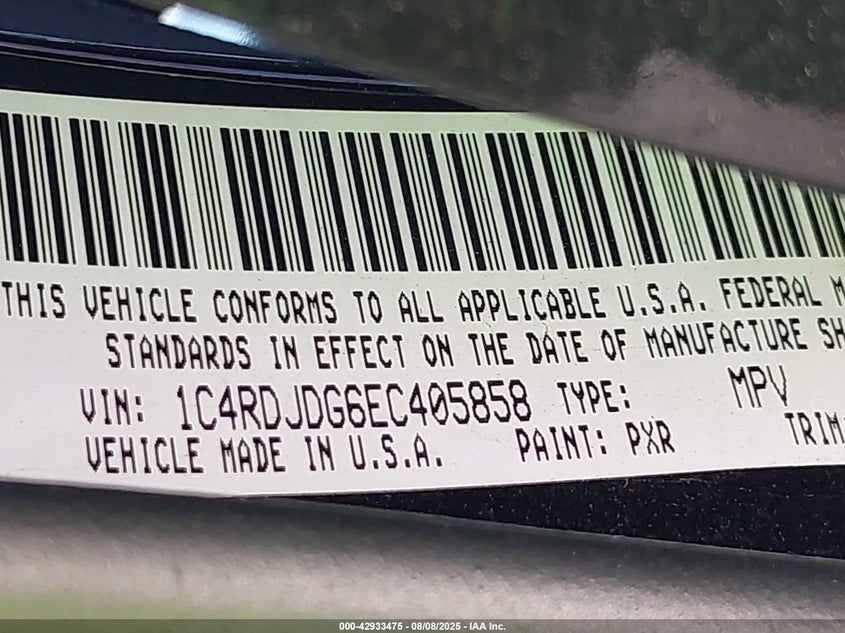 THIS VEHICLE CONFORMS TO ALL APPLICABLE U.S.A. FEDERAL M
STANDARDS IN EFFECT ON THE DATE OF MANUFACTURE SH
VIN: 1C4RDJDG6EC405858 TYPE: MPV
VEHICLE MADE IN U.S.A. PAINT: PXR TRIM:
000-42933475 - 08/08/2025 - IAA Inc.